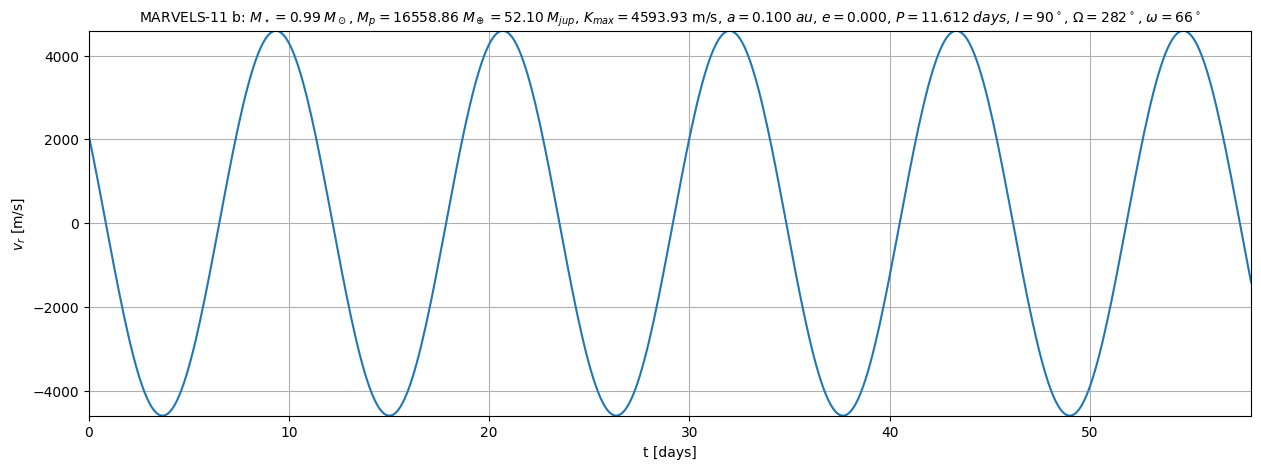 MARVELS-11 b: M⋆ = 0.99 M⊙, Mp = 16558.86 M⊕ = 52.10 Mjup, Kmax = 4593.93 m/s, a = 0.100 au, e = 0.000, P = 11.612 days, I = 90°, Ω = 282°, ω = 66°
4000
2000
0
−2000
−4000
vr [m/s]
0 10 20 30 40 50
t [days]